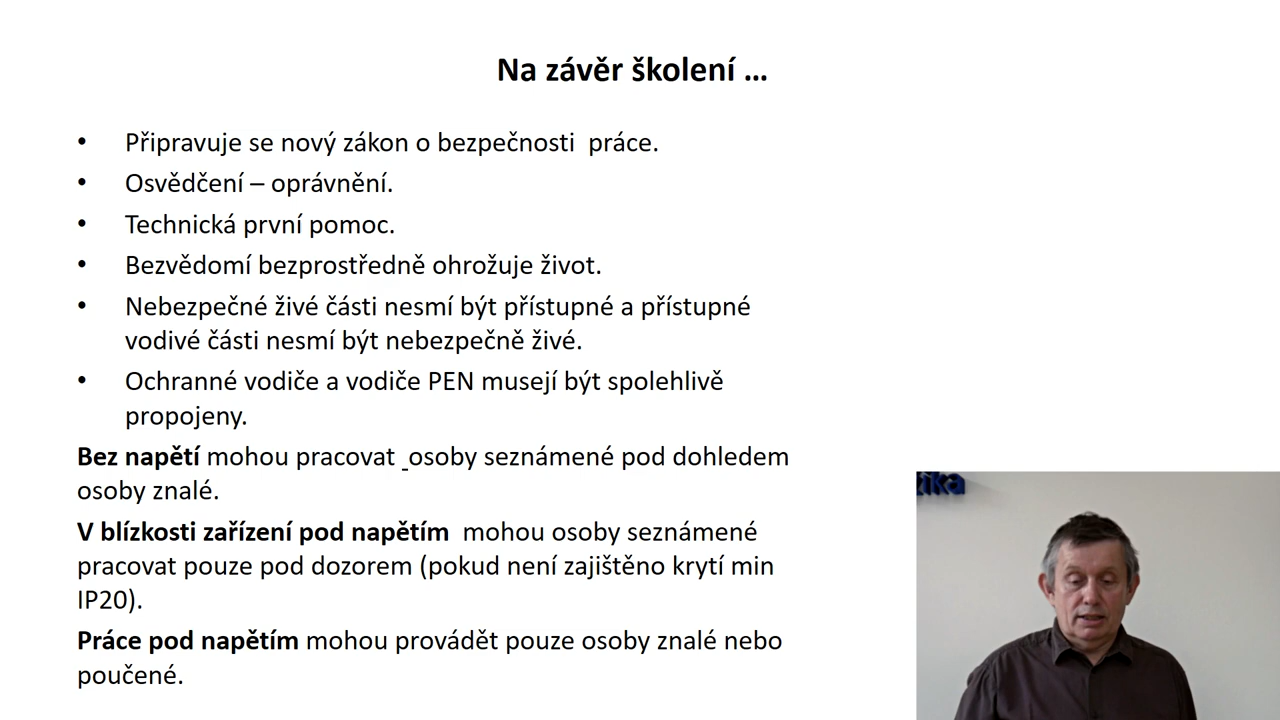 Na závěr školení ...
• Připravuje se nový zákon o bezpečnosti  práce.
• Osvědčení – oprávnění.
• Technická první pomoc.
• Bezvědomí bezprostředně ohrožuje život.
• Nebezpečné živé části nesmí být přístupné a přístupné
vodivé části nesmí být nebezpečně živé.
• Ochranné vodiče a vodiče PEN musejí být spolehlivě
propojeny.
Bez napětí mohou pracovat _osoby seznámené pod dohledem
osoby znalé.
V blízkosti zařízení pod napětím  mohou osoby seznámené
pracovat pouze pod dozorem (pokud není zajištěno krytí min
IP20).
Práce pod napětím mohou provádět pouze osoby znalé nebo
poučené.